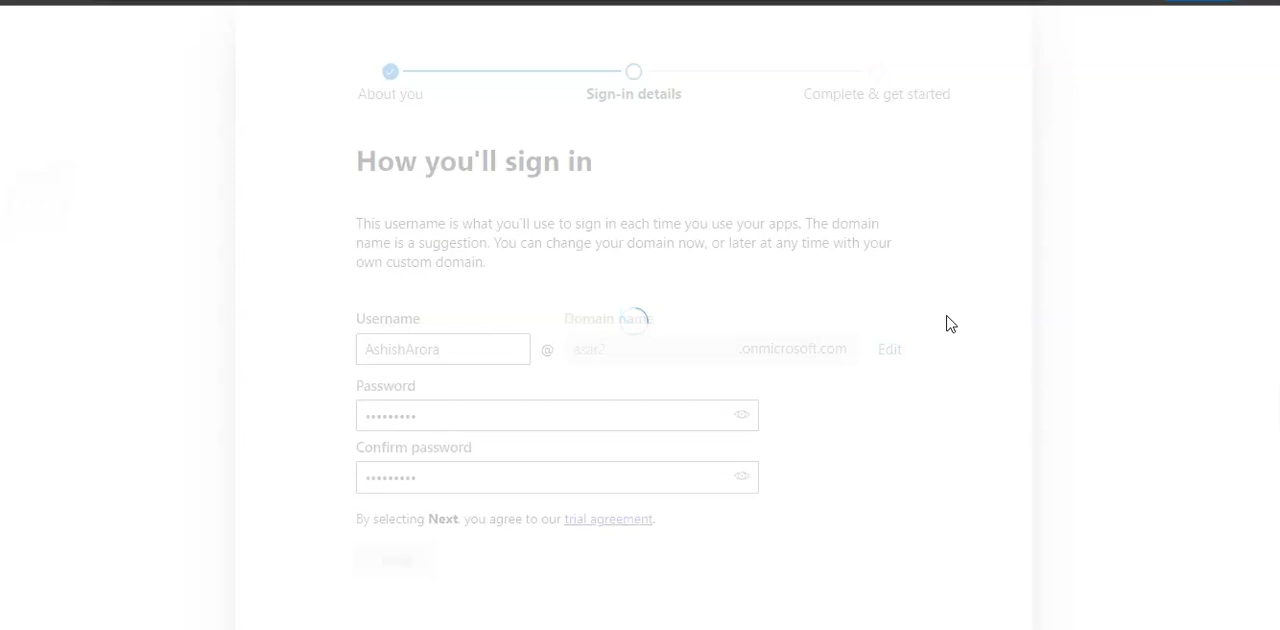 About you
Sign-in details
Complete & get started
How you'll sign in
This username is what you'll use to sign in each time you use your apps. The domain
name is a suggestion. You can change your domain now, or later at any time with your
own custom domain.
Username
Domain name
AshishArora
@
.onmicrosoft.com
Edit
Password
Confirm password
By selecting Next, you agree to our trial agreement.